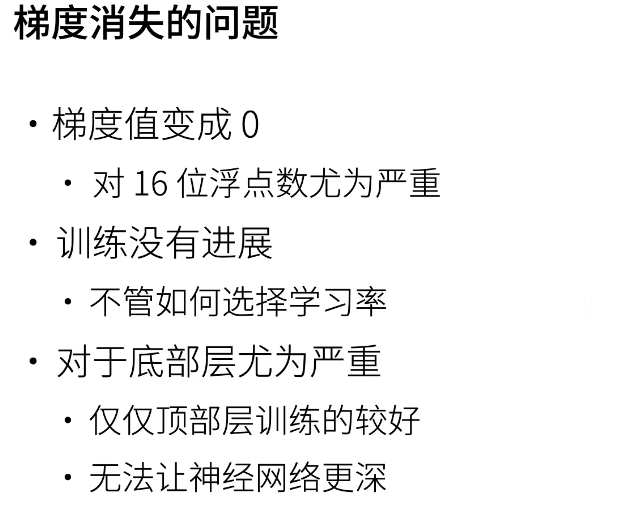 梯度消失的问题
• 梯度值变成 0
• 对 16 位浮点数尤为严重
• 训练没有进展
• 不管如何选择学习率
• 对于底部层尤为严重
• 仅仅顶部层训练的较好
• 无法让神经网络更深